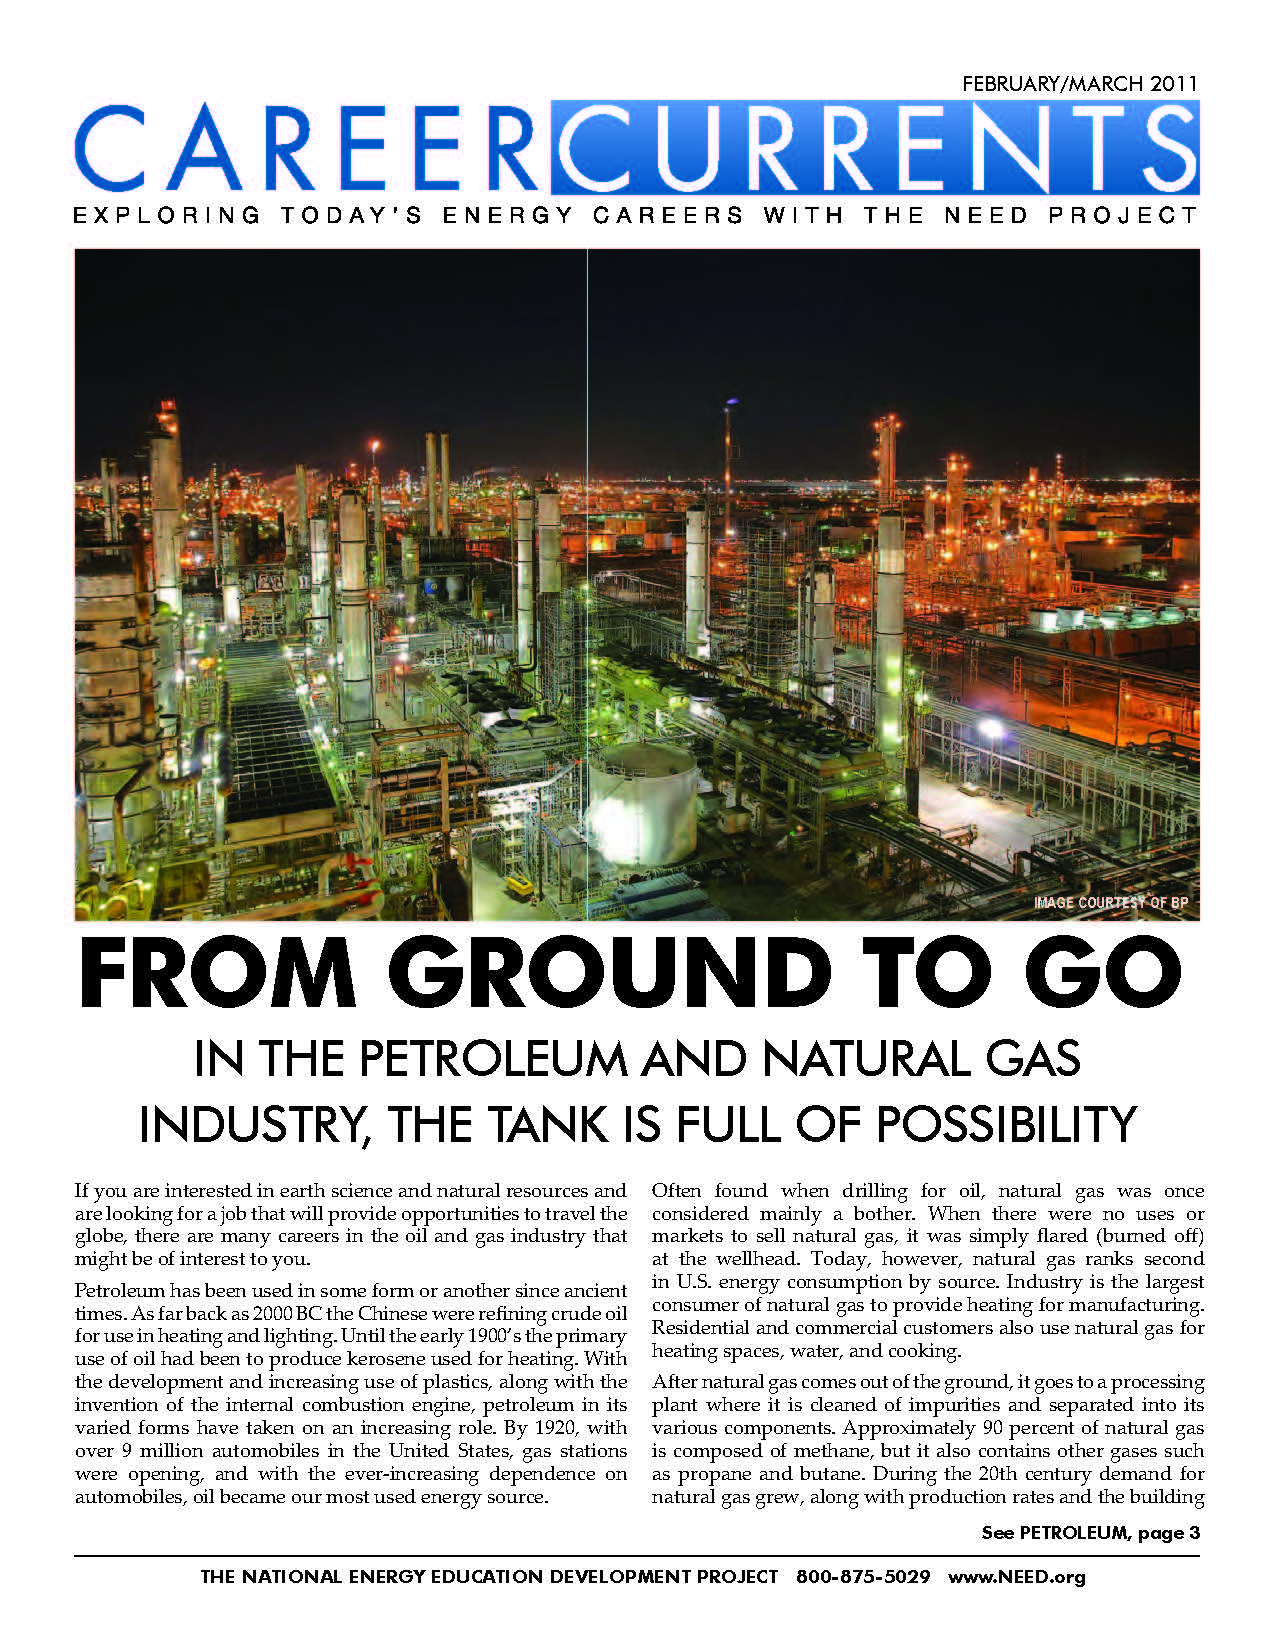 FEBRUARY/MARCH 2011
CAREERCURRENTS
EXPLORING TODAY'S ENERGY CAREERS WITH THE NEED PROJECT
IMAGE COURTESY OF BP
FROM GROUND TO GO
IN THE PETROLEUM AND NATURAL GAS
INDUSTRY, THE TANK IS FULL OF POSSIBILITY
If you are interested in earth science and natural resources and
are looking for a job that will provide opportunities to travel the
globe, there are many careers in the oil and gas industry that
might be of interest to you.
Petroleum has been used in some form or another since ancient
times. As far back as 2000 BC the Chinese were refining crude oil
for use in heating and lighting. Until the early 1900's the primary
use of oil had been to produce kerosene used for heating. With
the development and increasing use of plastics, along with the
invention of the internal combustion engine, petroleum in its
varied forms have taken on an increasing role. By 1920, with
over 9 million automobiles in the United States, gas stations
were opening, and with the ever-increasing dependence on
automobiles, oil became our most used energy source.
Often found when drilling for oil, natural gas was once
considered mainly a bother. When there were no uses or
markets to sell natural gas, it was simply flared (burned off)
at the wellhead. Today, however, natural gas ranks second
in U.S. energy consumption by source. Industry is the largest
consumer of natural gas to provide heating for manufacturing.
Residential and commercial customers also use natural gas for
heating spaces, water, and cooking.
After natural gas comes out of the ground, it goes to a processing
plant where it is cleaned of impurities and separated into its
various components. Approximately 90 percent of natural gas
is composed of methane, but it also contains other gases such
as propane and butane. During the 20th century demand for
natural gas grew, along with production rates and the building
See PETROLEUM, page 3
THE NATIONAL ENERGY EDUCATION DEVELOPMENT PROJECT 800-875-5029 www.NEED.org